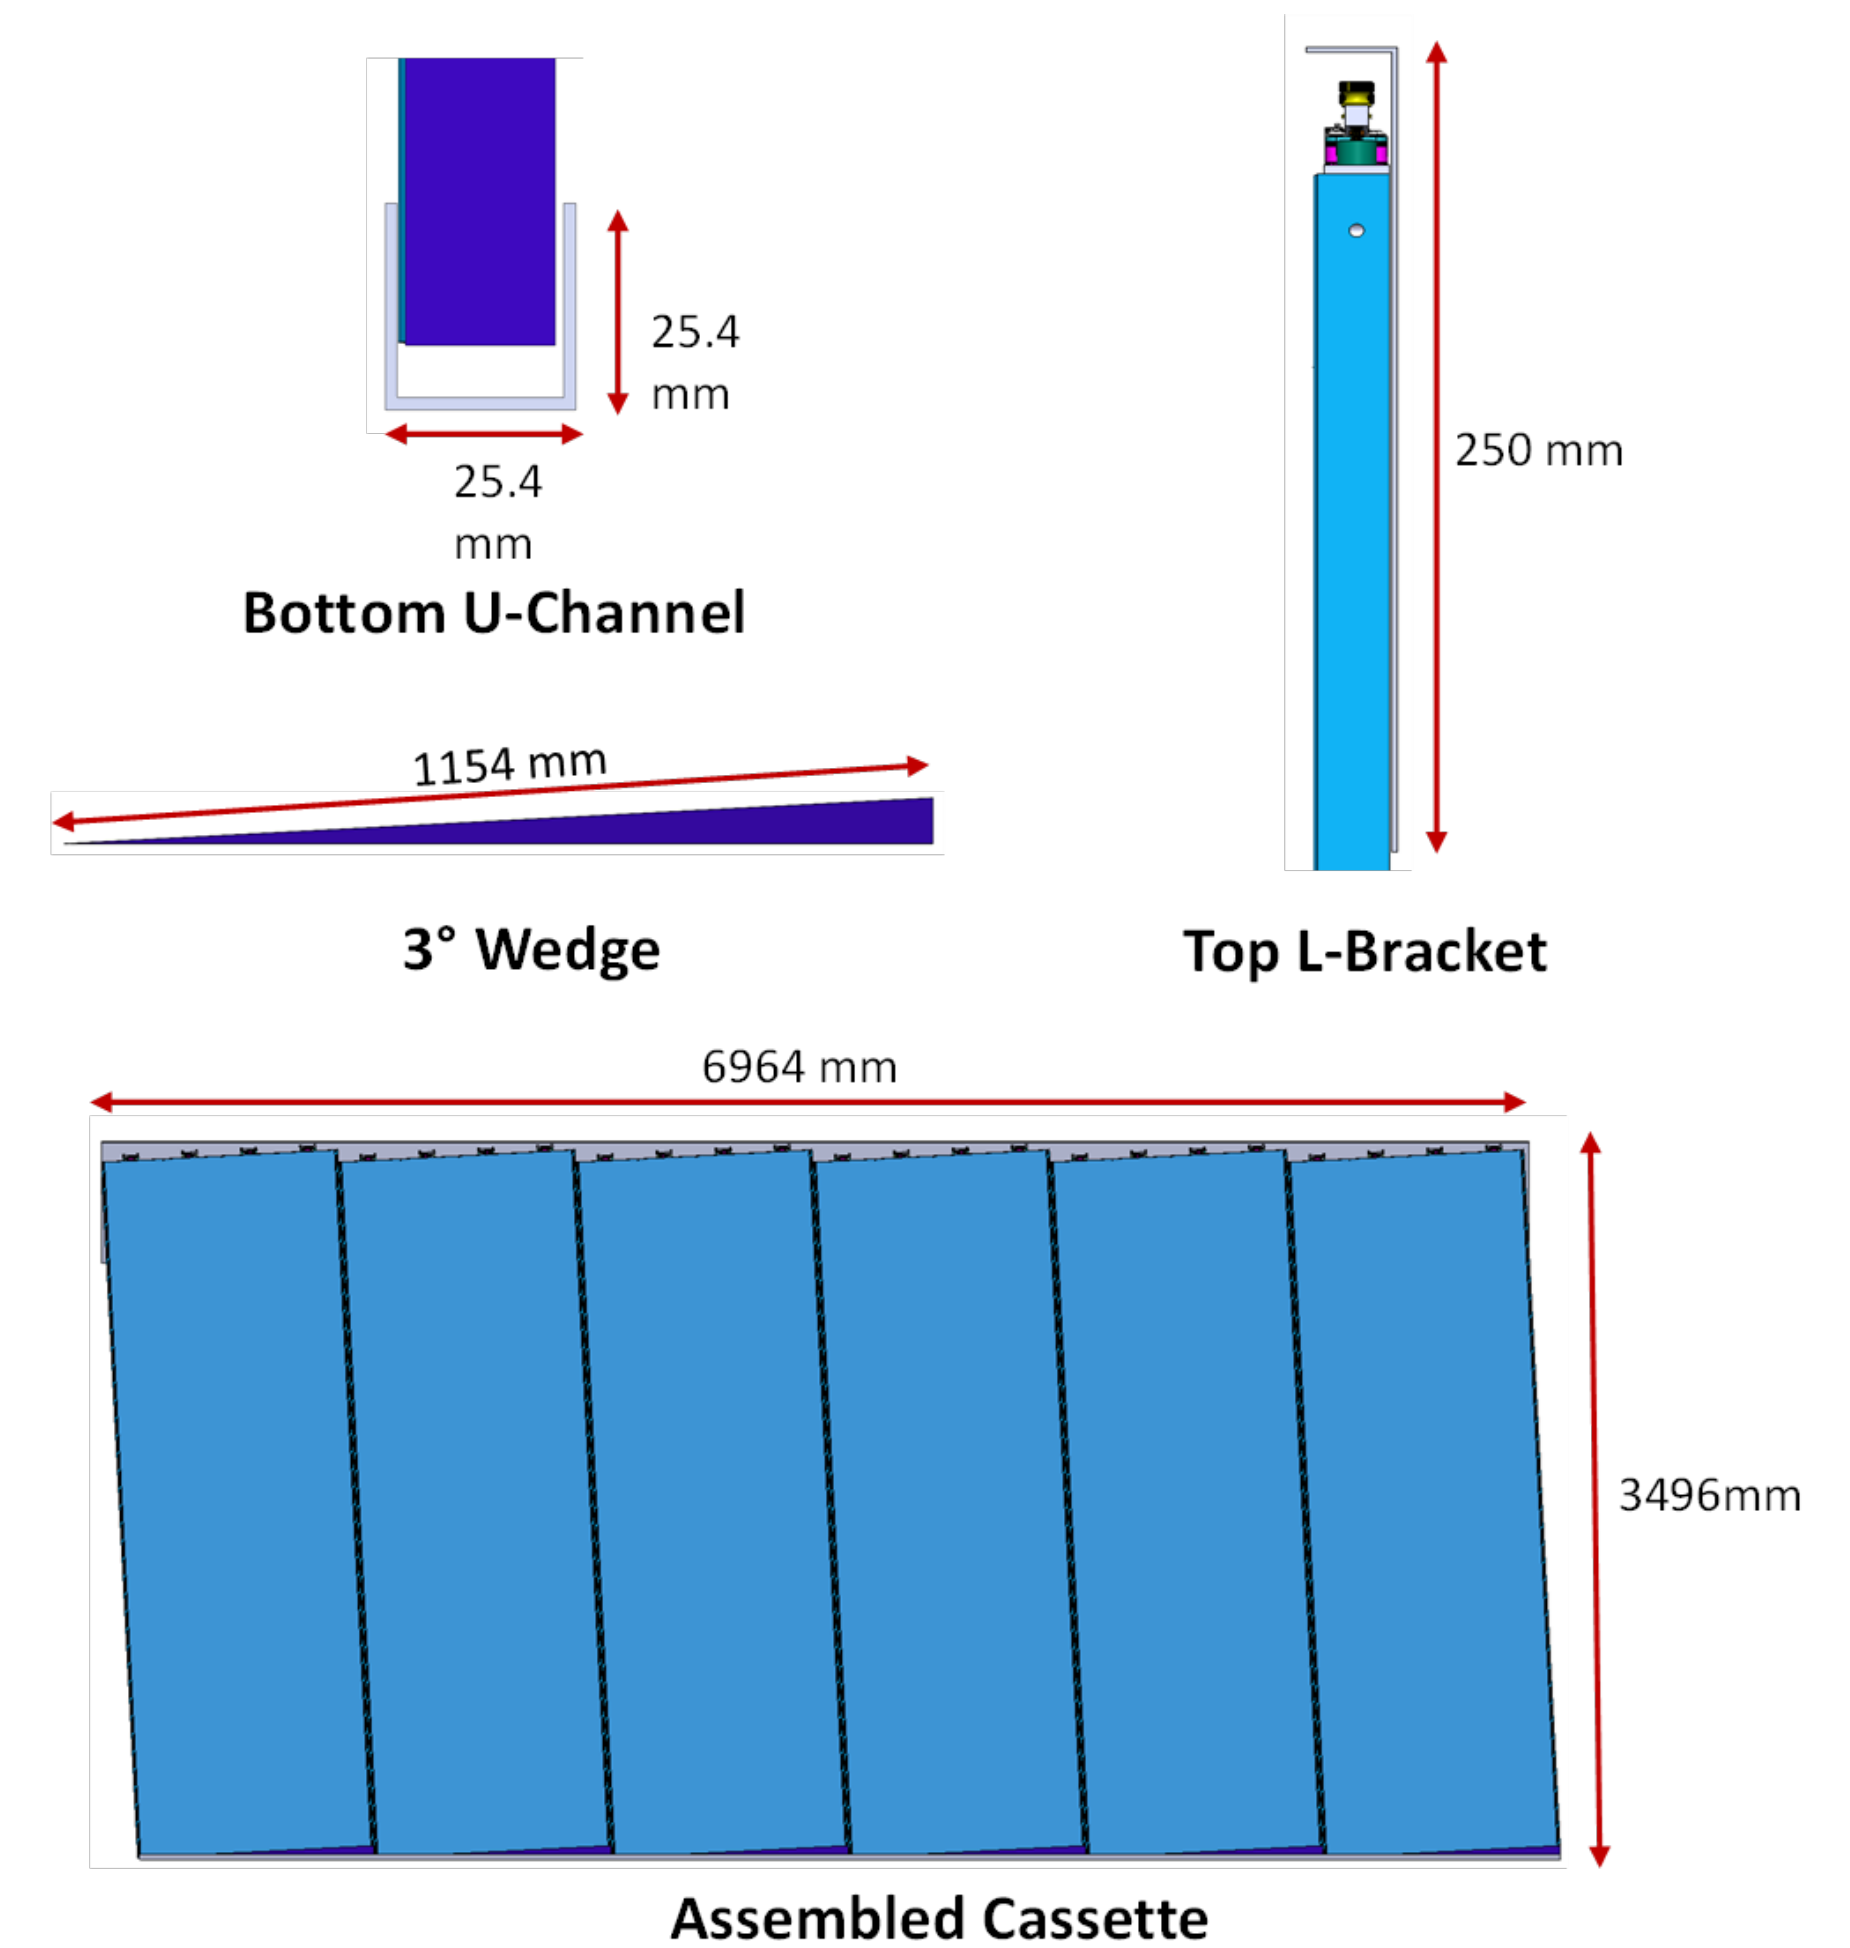 25.4
mm
25.4
mm
Bottom U-Channel
250 mm
1154 mm
3° Wedge
Top L-Bracket
6964 mm
3496mm
Assembled Cassette